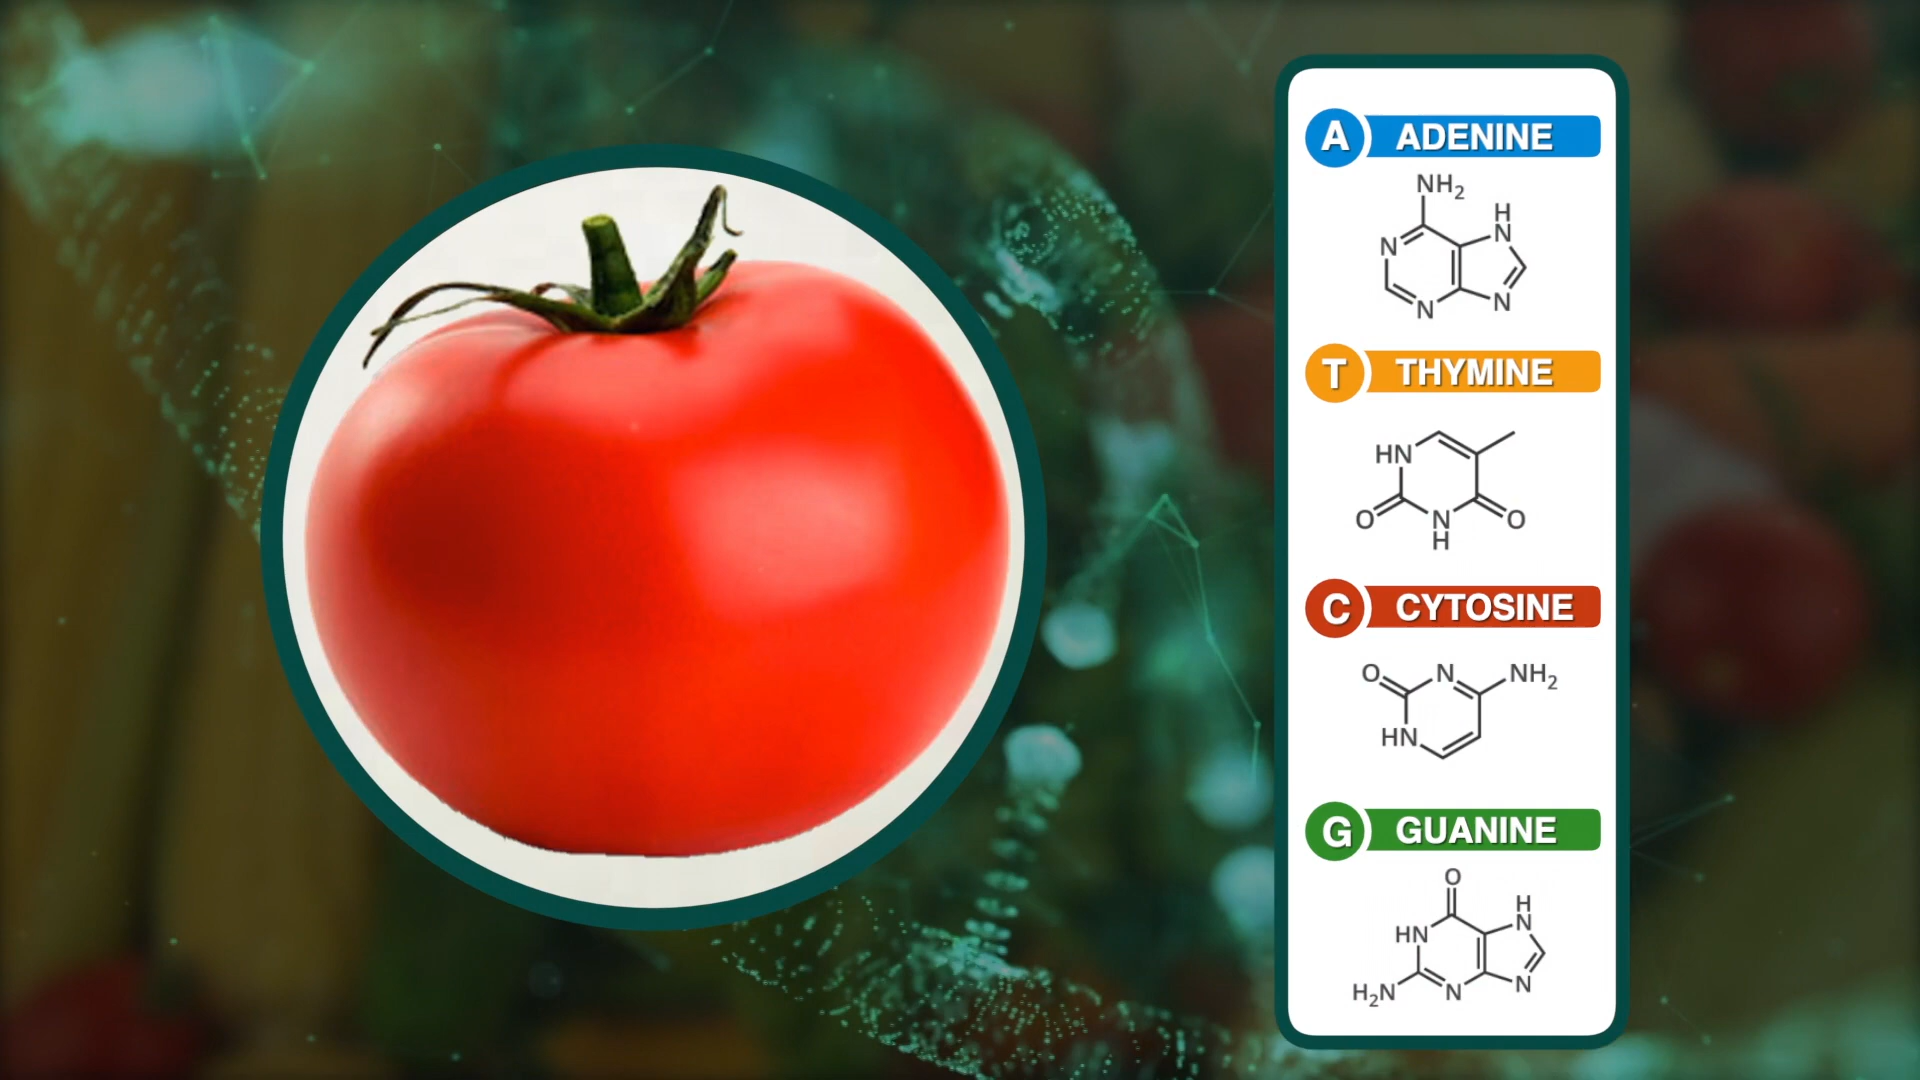 A ADENINE
NH₂
H
N
N
N
N
T THYMINE
HN
O
N
O
H
C CYTOSINE
O
N
NH₂
HN
G GUANINE
O
H
HN
N
H₂N
N
N